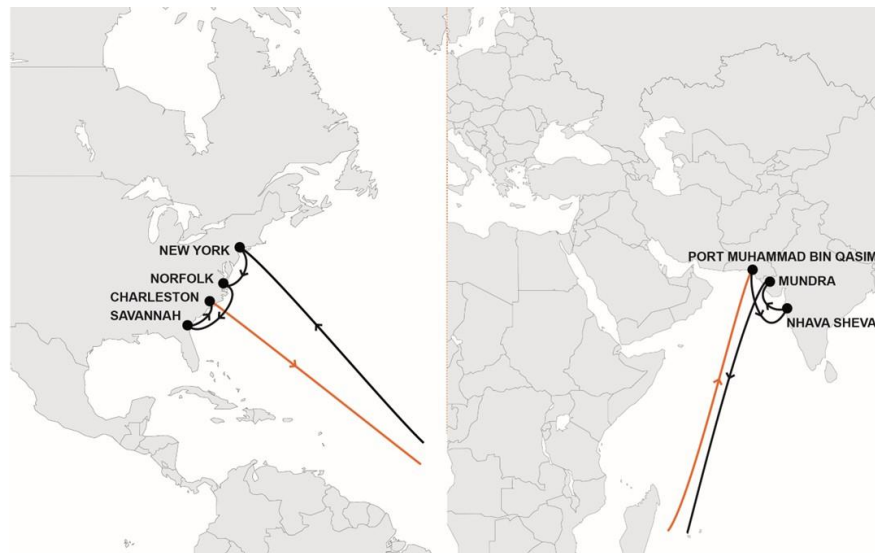 NEW YORK
NORFOLK
CHARLESTON
SAVANNAH
PORT MUHAMMAD BIN QASIM
MUNDRA
NHAVA SHEVA